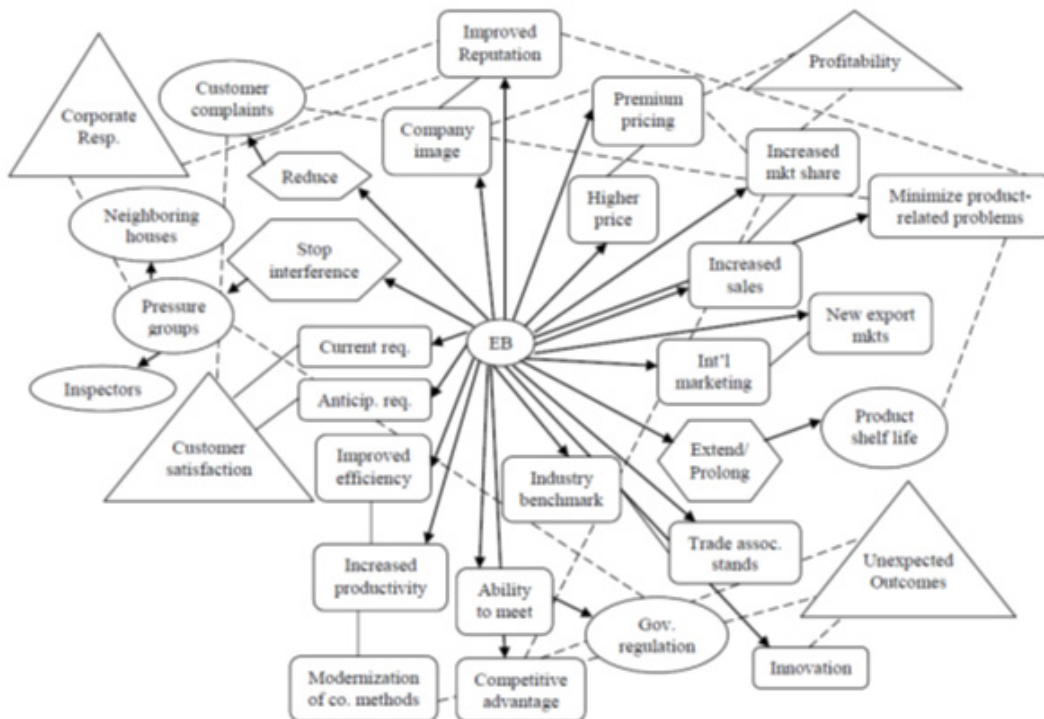 Improved
Reputation
Profitability
Customer
complaints
Corporate
Resp.
Company
image
Premium
pricing
Increased
mkt share
Reduce
Higher
price
Minimize product-
related problems
Neighboring
houses
Stop
interference
Increased
sales
Pressure
groups
EB
New export
mkts
Current req.
Int'l
marketing
Inspectors
Anticip. req.
Product
shelf life
Customer
satisfaction
Improved
efficiency
Extend/
Prolong
Industry
benchmark
Trade assoc.
stands
Unexpected
Outcomes
Increased
productivity
Ability
to meet
Gov.
regulation
Innovation
Modernization
of co. methods
Competitive
advantage